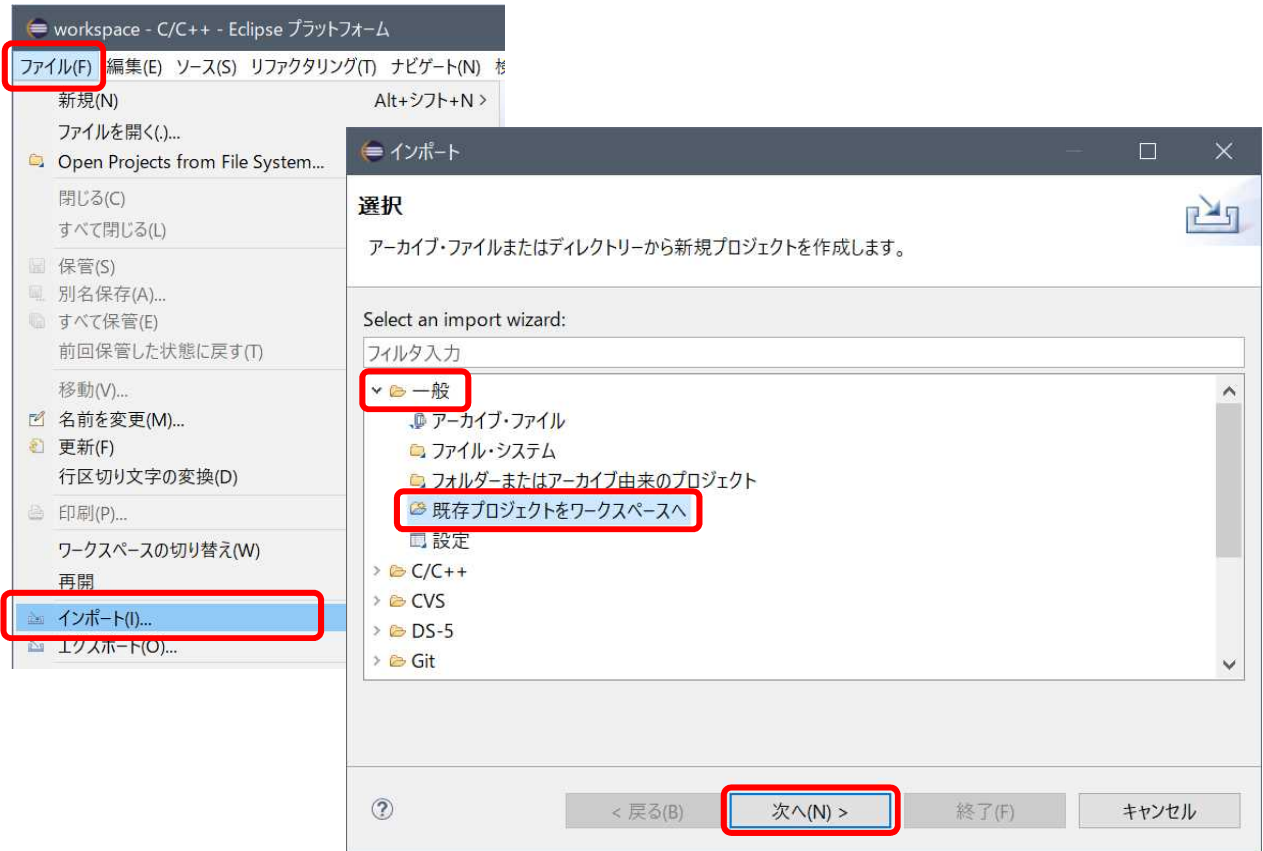 workspace - C/C++ - Eclipse プラットフォーム
ファイル(F) 編集(E) ソース(S) リファクタリング(T) ナビゲート(N)
新規(N) Alt+シフト+N >
ファイルを開く(.)...
Open Projects from File System...
閉じる(C)
すべて閉じる(L)
保管(S)
別名保存(A)...
すべて保管(E)
前回保管した状態に戻す(T)
移動(V)...
名前を変更(M)...
更新(F)
行区切り文字の変換(D)
印刷(P)...
ワークスペースの切り替え(W)
再開
インポート(I)...
エクスポート(O)...
インポート
選択
アーカイブ・ファイルまたはディレクトリーから新規プロジェクトを作成します。
Select an import wizard:
フィルタ入力
一般
アーカイブ・ファイル
ファイル・システム
フォルダーまたはアーカイブ由来のプロジェクト
既存プロジェクトをワークスペースへ
設定
C/C++
CVS
DS-5
Git
< 戻る(B) 次へ(N) > 終了(F) キャンセル